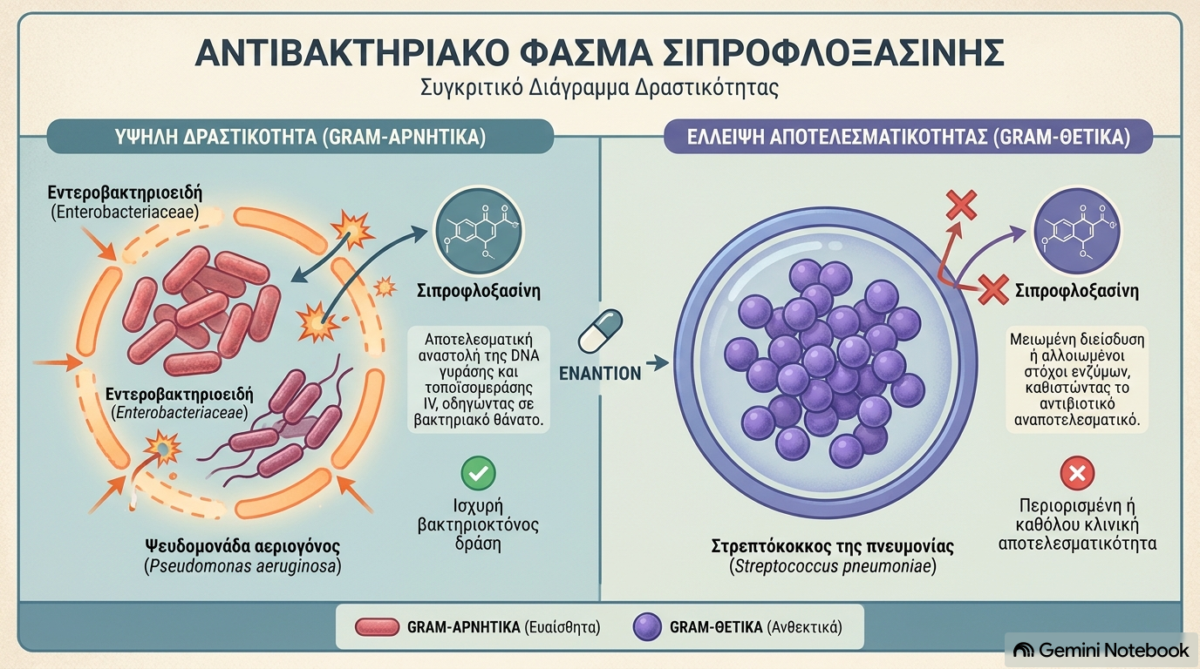 ΑΝΤΙΒΑΚΤΗΡΙΑΚΟ ΦΑΣΜΑ ΣΙΠΡΟΦΛΟΞΑΣΙΝΗΣ
Συγκριτικό Διάγραμμα Δραστικότητας
ΥΨΗΛΗ ΔΡΑΣΤΙΚΟΤΗΤΑ (GRAM-ΑΡΝΗΤΙΚΑ)
Εντεροβακτηριοειδή
(Enterobacteriaceae)
Σιπροφλοξασίνη
Αποτελεσματική
αναστολή της DNA
γυράσης και
τοποϊσομεράσης
IV, οδηγώντας σε
βακτηριακό θάνατο.
Εντεροβακτηριοειδή
(Enterobacteriaceae)
Ισχυρή
βακτηριοκτόνος
δράση
Ψευδομονάδα αεριογόνος
(Pseudomonas aeruginosa)
ΕΝΑΝΤΙΟΝ
ΕΛΛΕΙΨΗ ΑΠΟΤΕΛΕΣΜΑΤΙΚΟΤΗΤΑΣ (GRAM-ΘΕΤΙΚΑ)
Σιπροφλοξασίνη
Μειωμένη διείσδυση
ή αλλοιωμένοι
στόχοι ενζύμων,
καθιστώντας το
αντιβιοτικό
αναποτελεσματικό.
Περιορισμένη ή
καθόλου κλινική
αποτελεσματικότητα
Στρεπτόκοκκος της πνευμονίας
(Streptococcus pneumoniae)
GRAM-ΑΡΝΗΤΙΚΑ (Ευαίσθητα)
GRAM-ΘΕΤΙΚΑ (Ανθεκτικά)
Gemini Notebook